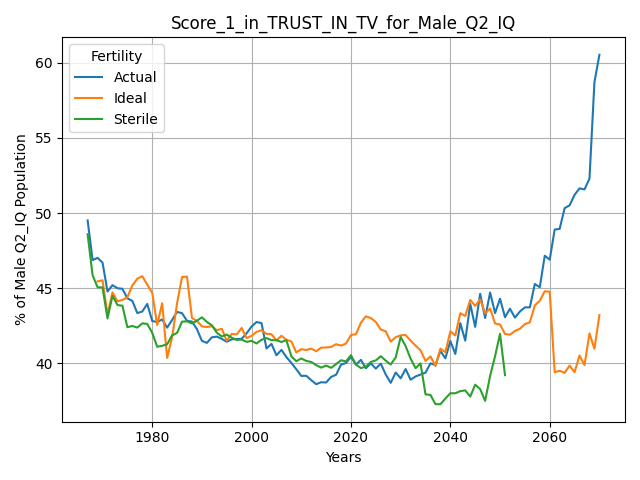 Score_1_in_TRUST_IN_TV_for_Male_Q2_IQ
Fertility
Actual
Ideal
Sterile
% of Male Q2_IQ Population
60
55
50
45
40
1980
2000
2020
2040
2060
Years